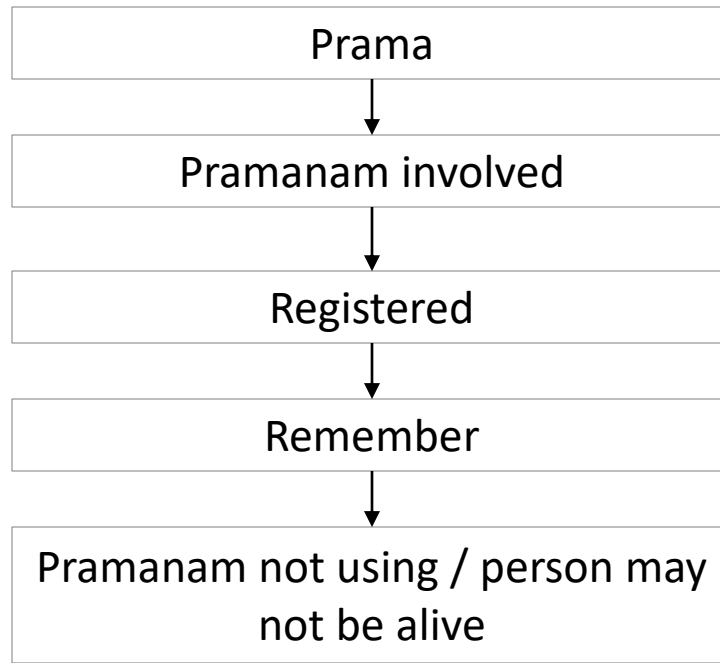 Prama
Pramanam involved
Registered
Remember
Pramanam not using / person may
not be alive